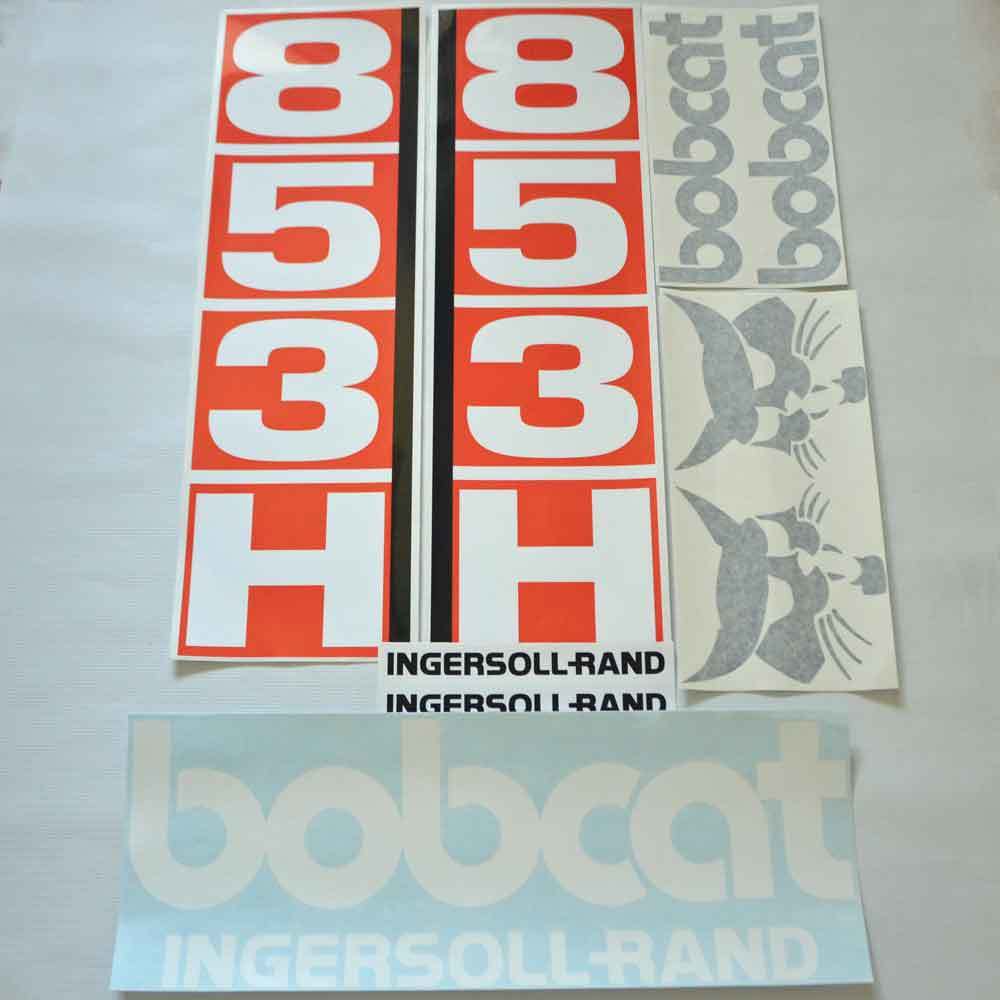 8
5
3
H
8
5
3
H
bobcat
bobcat
INGERSOLL-RAND
INGERSOLL-RAND
bobcat
INGERSOLL-RAND